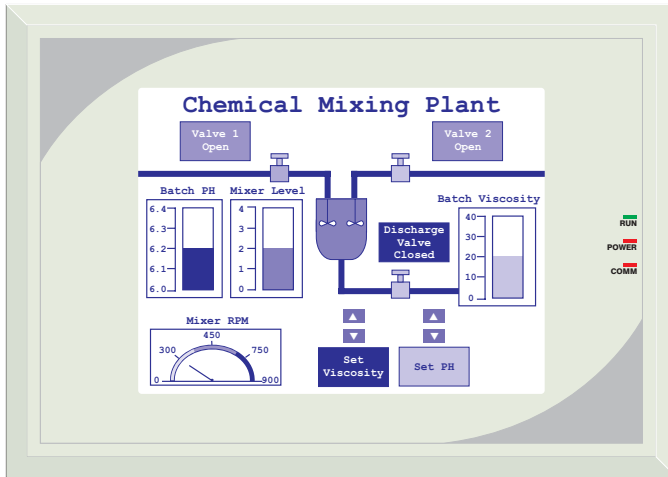 Chemical Mixing Plant
Valve 1
Open
Valve 2
Open
Batch PH
Mixer Level
Batch Viscosity
6.4
6.3
6.2
6.1
6.0
4
3
2
1
0
Discharge
Valve
Closed
40
30
20
10
0
RUN
POWER
COMM
Mixer RPM
0
300
450
750
900
Set
Viscosity
Set PH